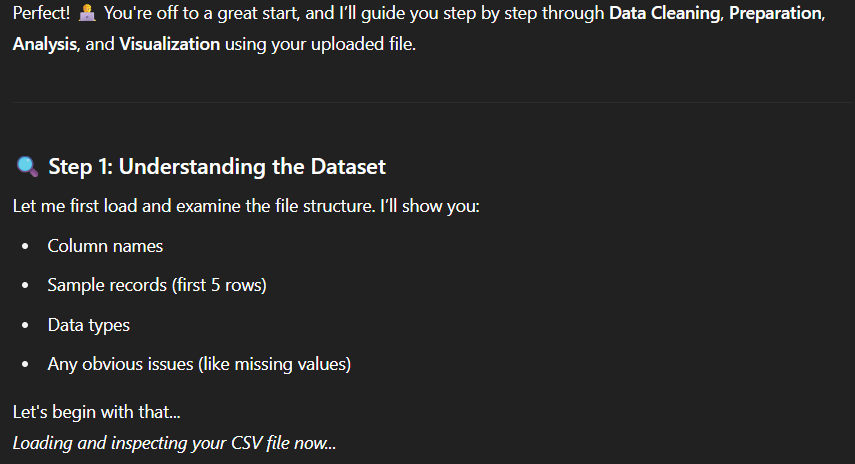 Perfect! 🧑‍💻 You're off to a great start, and I’ll guide you step by step through Data Cleaning, Preparation,
Analysis, and Visualization using your uploaded file.
🔍 Step 1: Understanding the Dataset
Let me first load and examine the file structure. I’ll show you:
• Column names
• Sample records (first 5 rows)
• Data types
• Any obvious issues (like missing values)
Let's begin with that...
Loading and inspecting your CSV file now...